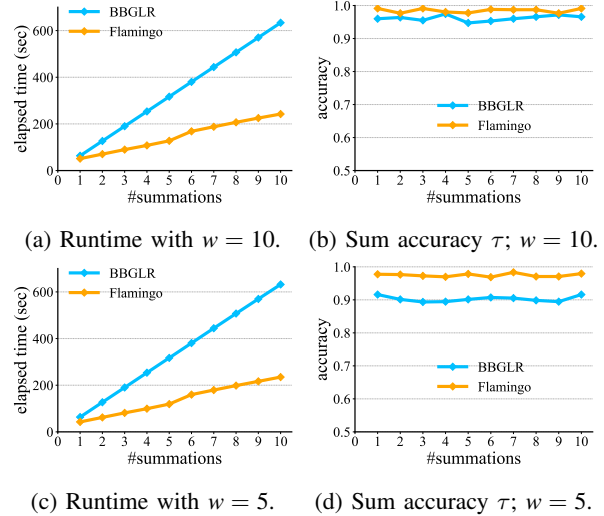 BBGLR
Flamingo
elapsed time (sec)
600
400
200
0
0 1 2 3 4 5 6 7 8 9 10
#summations
(a) Runtime with w = 10.
accuracy
1.0
0.9
0.8
0.7
0.6
0.5
BBGLR
Flamingo
0 1 2 3 4 5 6 7 8 9 10
#summations
(b) Sum accuracy τ; w = 10.
BBGLR
Flamingo
elapsed time (sec)
600
400
200
0
0 1 2 3 4 5 6 7 8 9 10
#summations
(c) Runtime with w = 5.
accuracy
1.0
0.9
0.8
0.7
0.6
0.5
BBGLR
Flamingo
0 1 2 3 4 5 6 7 8 9 10
#summations
(d) Sum accuracy τ; w = 5.